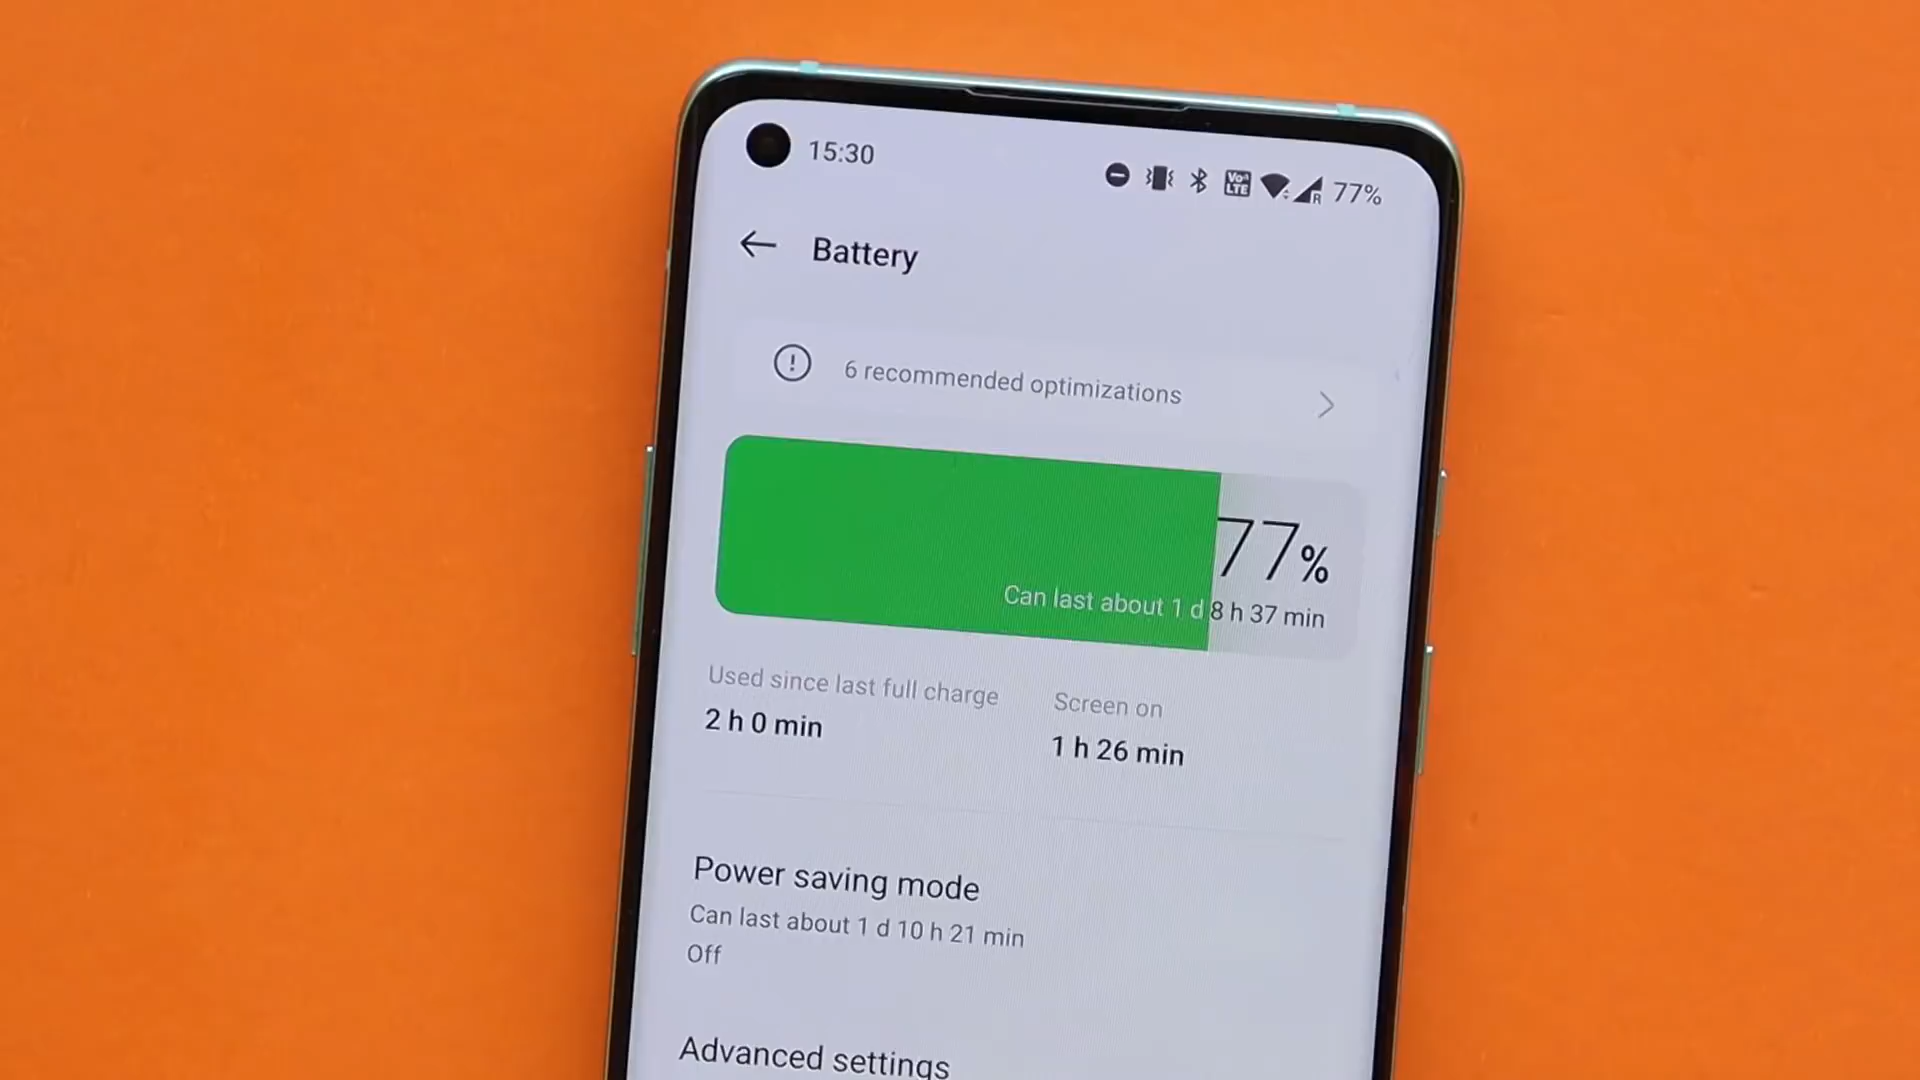 15:30
Vo LTE R 77%
Battery
6 recommended optimizations
77%
Can last about 1 d 8 h 37 min
Used since last full charge
2 h 0 min
Screen on
1 h 26 min
Power saving mode
Can last about 1 d 10 h 21 min
Off
Advanced settings